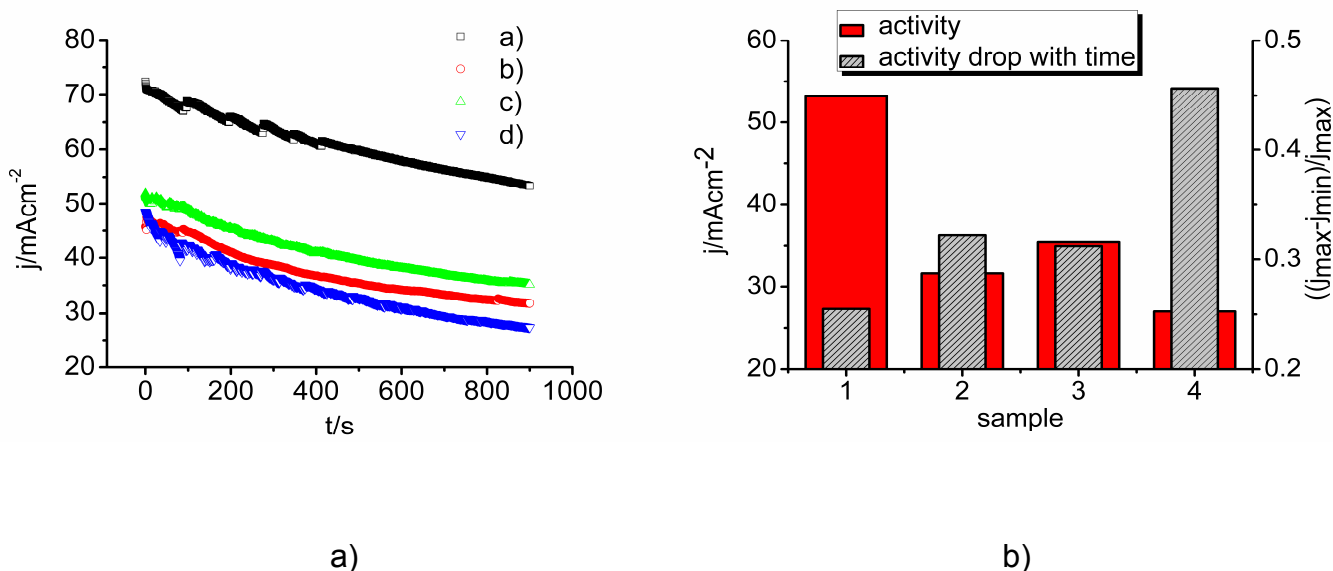 80
70
60
50
40
30
20
j/mAcm-2
0 200 400 600 800 1000
t/s
a)
b)
c)
d)
activity
activity drop with time
60
50
40
30
20
j/mAcm-2
0.5
0.4
0.3
0.2
((jmax-jmin)/jmax)
1 2 3 4
sample
a) b)